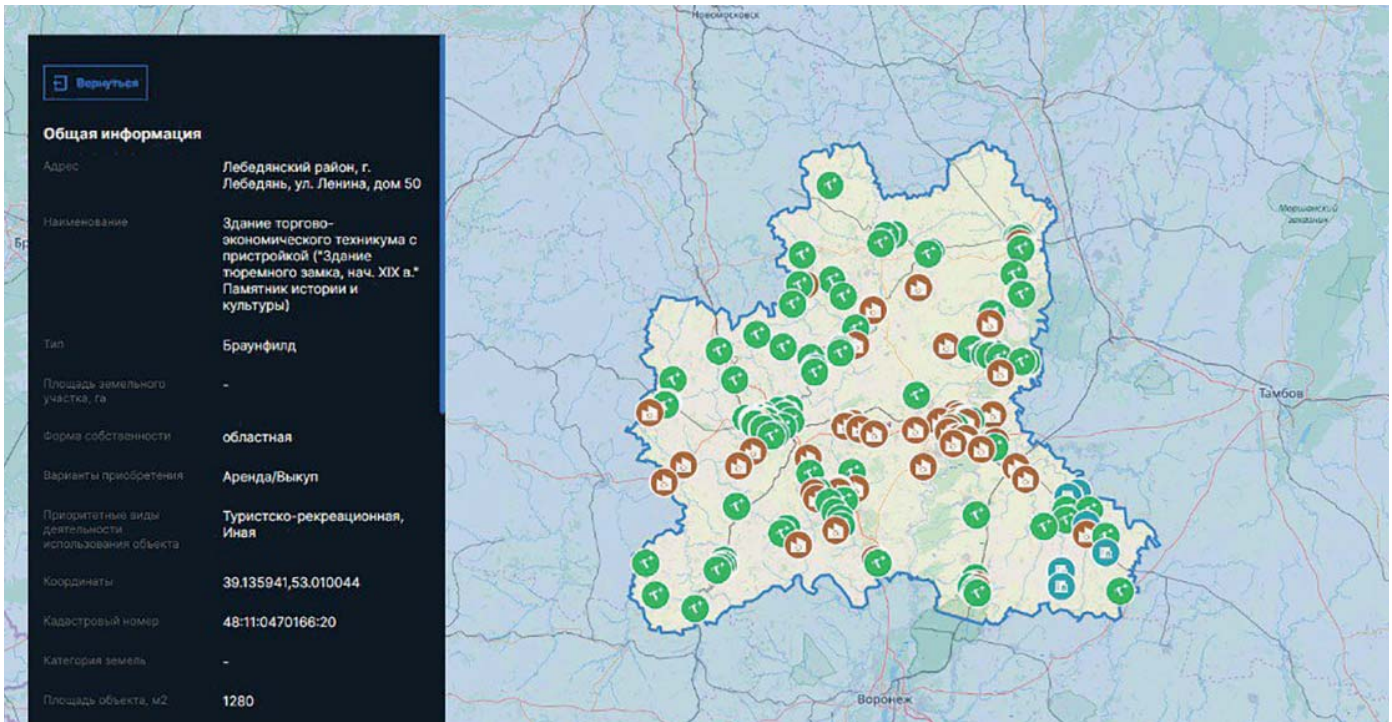 Вернуться
Общая информация
Адрес
Лебедянский район, г.
Лебедянь, ул. Ленина, дом 50
Наименование
Здание торгово-
экономического техникума с
пристройкой ("Здание
тюремного замка, нач. XIX в."
Памятник истории и
культуры)
Тип
Браунфилд
Площадь земельного
участка, га
-
Форма собственности
областная
Варианты приобретения
Аренда/Выкуп
Приоритетные виды
деятельности
использования объекта
Туристско-рекреационная,
Иная
Координаты
39.135941,53.010044
Кадастровый номер
48:11:0470166:20
Категория земель
-
Площадь объекта, м2
1280
Новомосковск
Моршанский
заказник
Тамбов
Воронеж
Бр